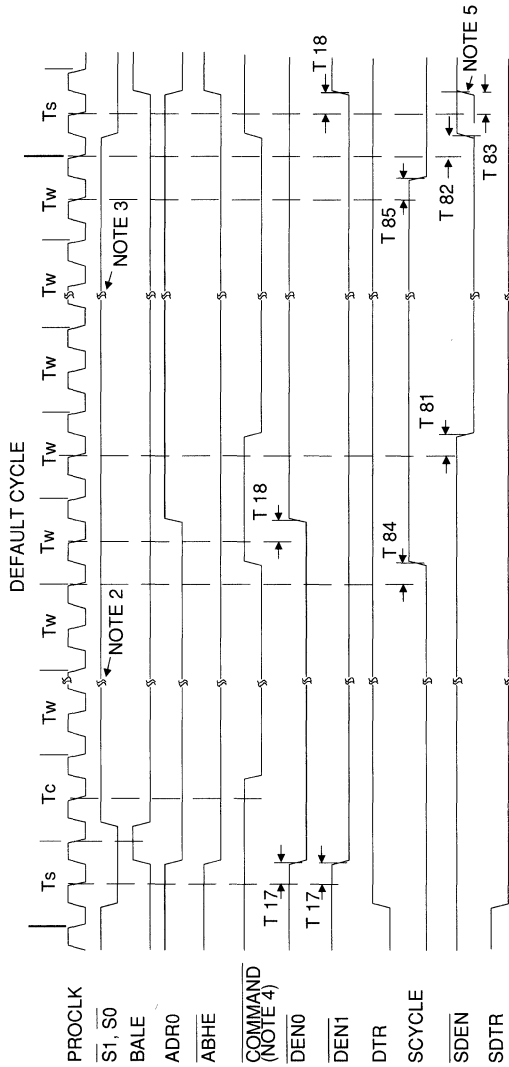 DEFAULT CYCLE
Ts Tc Tw Tw Tw Tw Tw Tw Tw Ts
PROCLK
S1, S0
NOTE 2
NOTE 3
BALE
ADR0
ABHE
COMMAND
(NOTE 4)
DEN0
T 17
T 18
DEN1
T 17
T 18
DTR
SCYCLE
T 84
T 85
SDEN
T 81
T 82
NOTE 5
T 83
SDTR